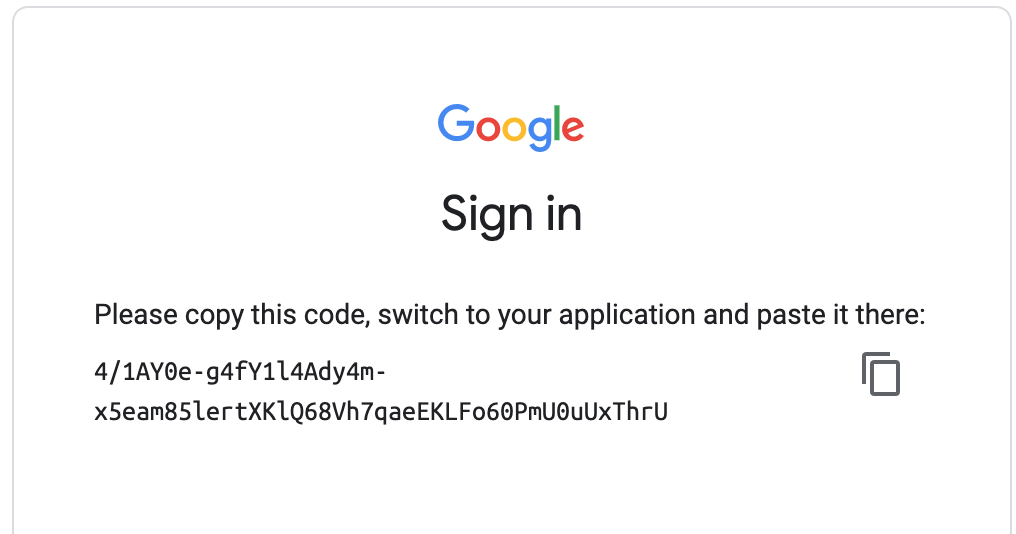 Google
Sign in
Please copy this code, switch to your application and paste it there:
4/1AY0e-g4fY1l4Ady4m-
x5eam85lertXKlQ68Vh7qaeEKLFo60PmU0uUxThrU